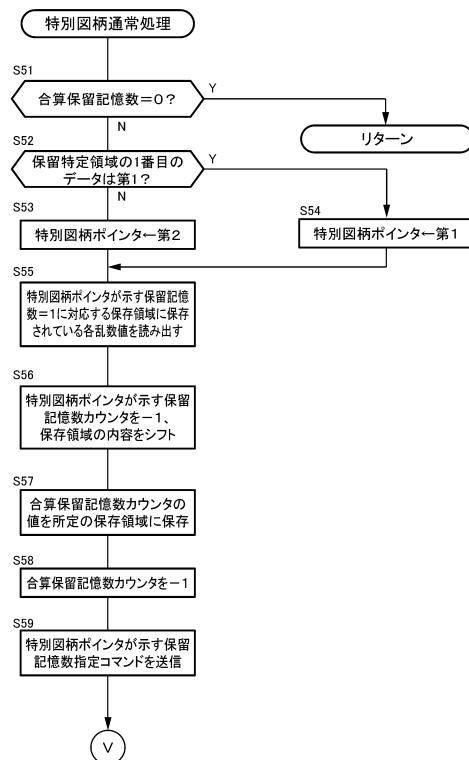 特別図柄通常処理
S51
合算保留記憶数=0?
Y
N
リターン
S52
保留特定領域の1番目の
データは第1?
Y
N
S53
特別図柄ポインタ←第2
S54
特別図柄ポインタ←第1
S55
特別図柄ポインタが示す保留記憶
数=1に対応する保存領域に保存
されている各乱数値を読み出す
S56
特別図柄ポインタが示す保留
記憶数カウンタを-1、
保存領域の内容をシフト
S57
合算保留記憶数カウンタの
値を所定の保存領域に保存
S58
合算保留記憶数カウンタを-1
S59
特別図柄ポインタが示す保留
記憶数指定コマンドを送信
V